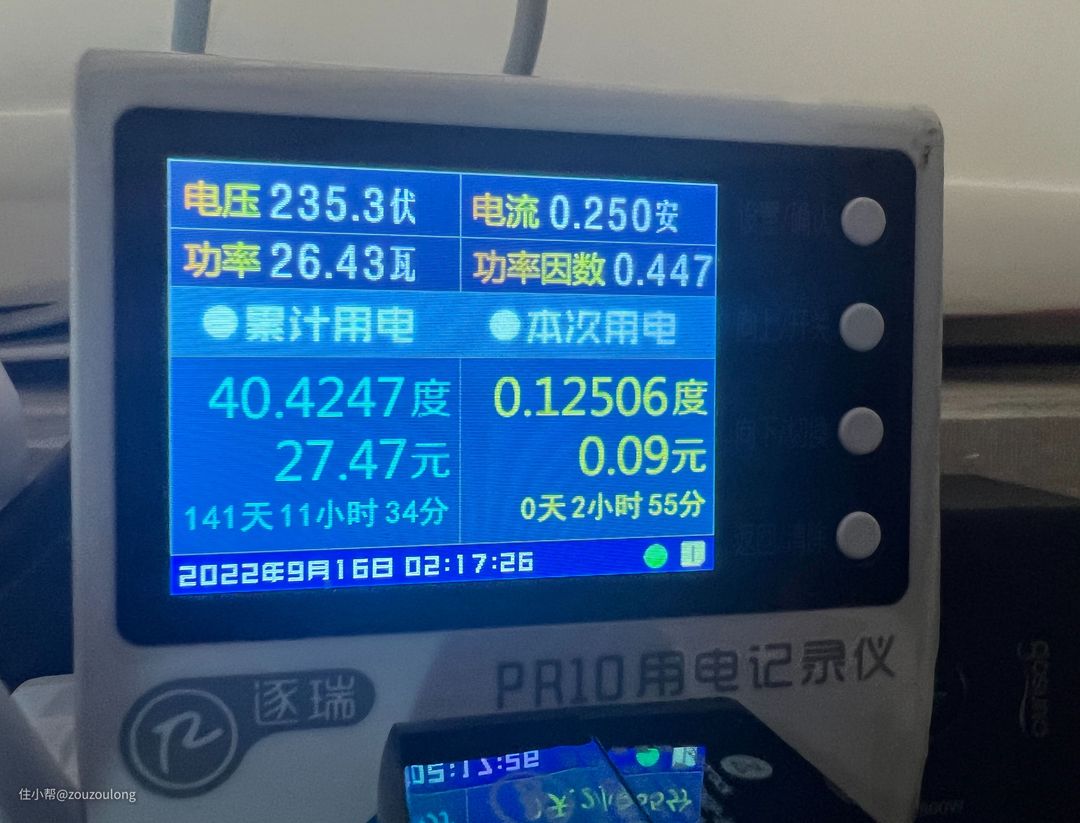 电压 235.3伏 电流 0.250安
功率 26.43瓦 功率因数 0.447
累计用电 本次用电
40.4247度 0.12506度
27.47元 0.09元
141天11小时34分 0天2小时55分
2022年9月16日 02:17:26
逐瑞 PR10用电记录仪
住小帮@zouzoulong